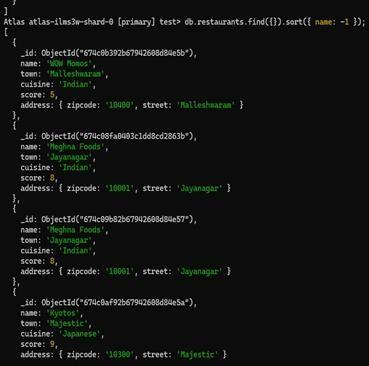 }
]
Atlas atlas-ilms3w-shard-0 [primary] test> db.restaurants.find({}).sort({ name: -1 });
[
{
_id: ObjectId("674c0b392b67942608d84e5b"),
name: 'WOW Momos',
town: 'Malleshwaram',
cuisine: 'Indian',
score: 5,
address: { zipcode: '10400', street: 'Malleshwaram' }
},
{
_id: ObjectId("674c08fa0403c1dd8cd2863b"),
name: 'Meghna Foods',
town: 'Jayanagar',
cuisine: 'Indian',
score: 8,
address: { zipcode: '10001', street: 'Jayanagar' }
},
{
_id: ObjectId("674c09b82b67942608d84e57"),
name: 'Meghna Foods',
town: 'Jayanagar',
cuisine: 'Indian',
score: 8,
address: { zipcode: '10001', street: 'Jayanagar' }
},
{
_id: ObjectId("674c0af92b67942608d84e5a"),
name: 'Kyotos',
town: 'Majestic',
cuisine: 'Japanese',
score: 9,
address: { zipcode: '10300', street: 'Majestic' }